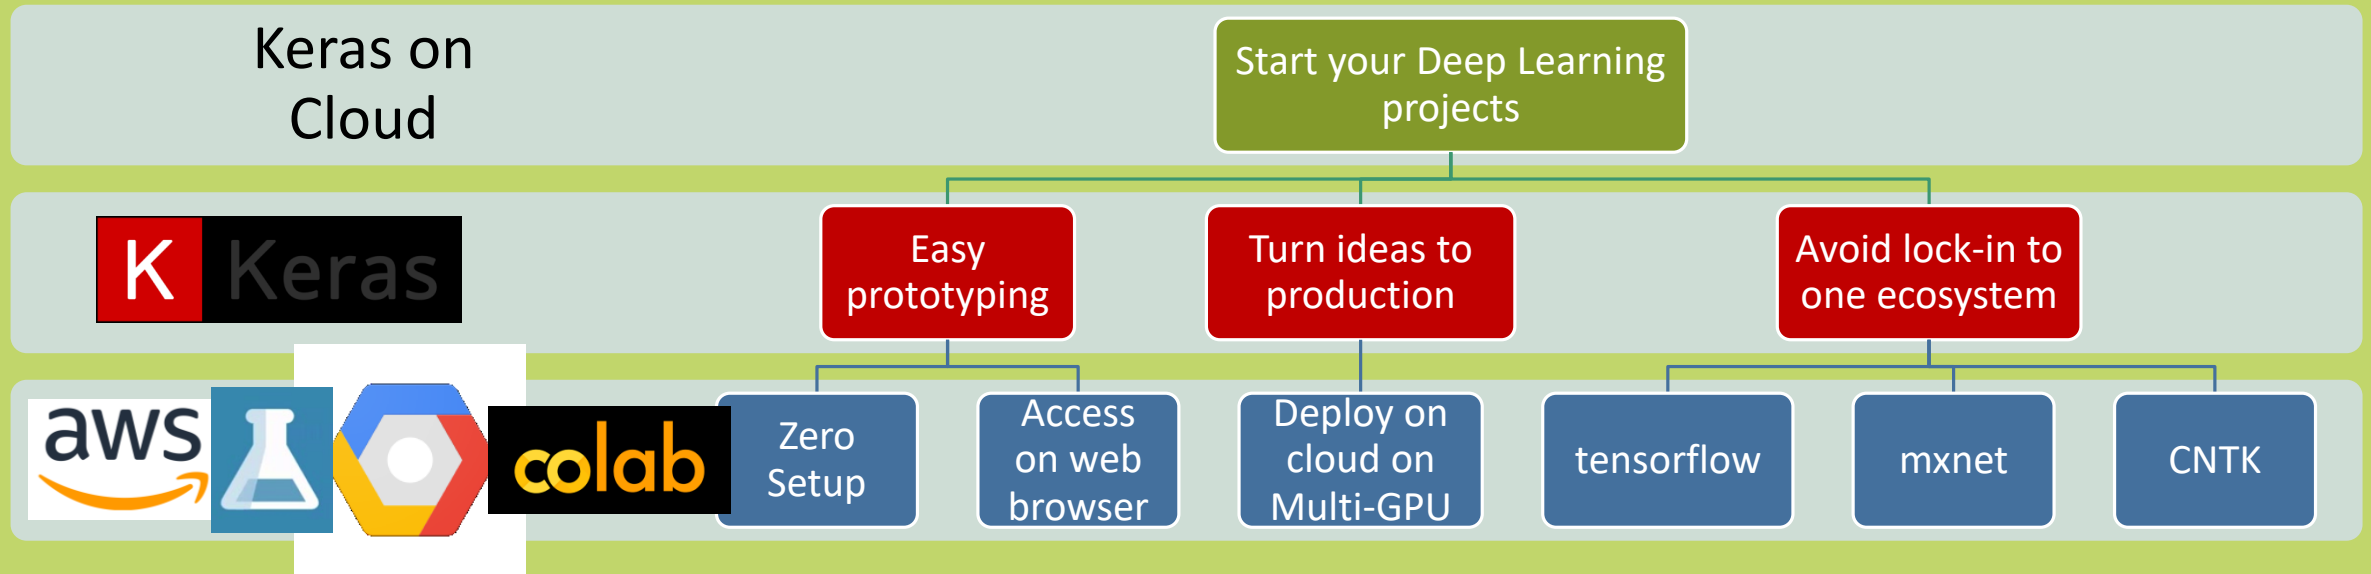 Keras on
Cloud
Start your Deep Learning
projects
K Keras
Easy
prototyping
Turn ideas to
production
Avoid lock-in to
one ecosystem
aws
colab
Zero
Setup
Access
on web
browser
Deploy on
cloud on
Multi-GPU
tensorflow
mxnet
CNTK